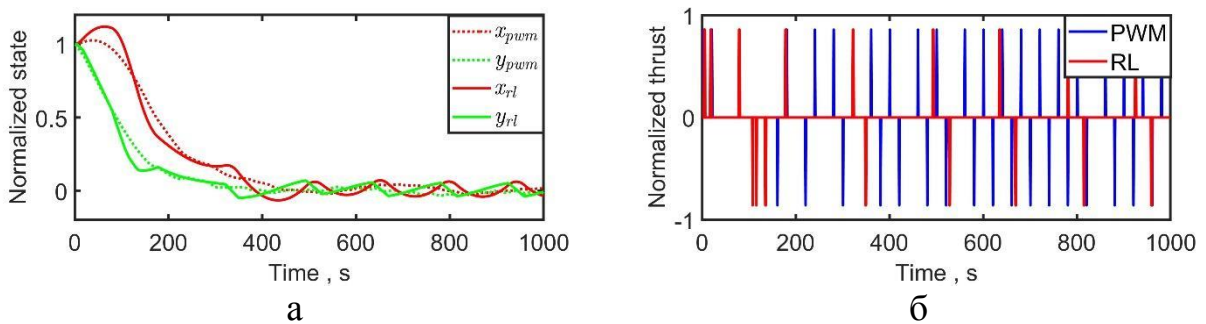 Normalized state
1
0.5
0
0 200 400 600 800 1000
Time , s
x_pwm
y_pwm
x_rl
y_rl
а
Normalized thrust
1
0
-1
0 200 400 600 800 1000
Time , s
PWM
RL
б